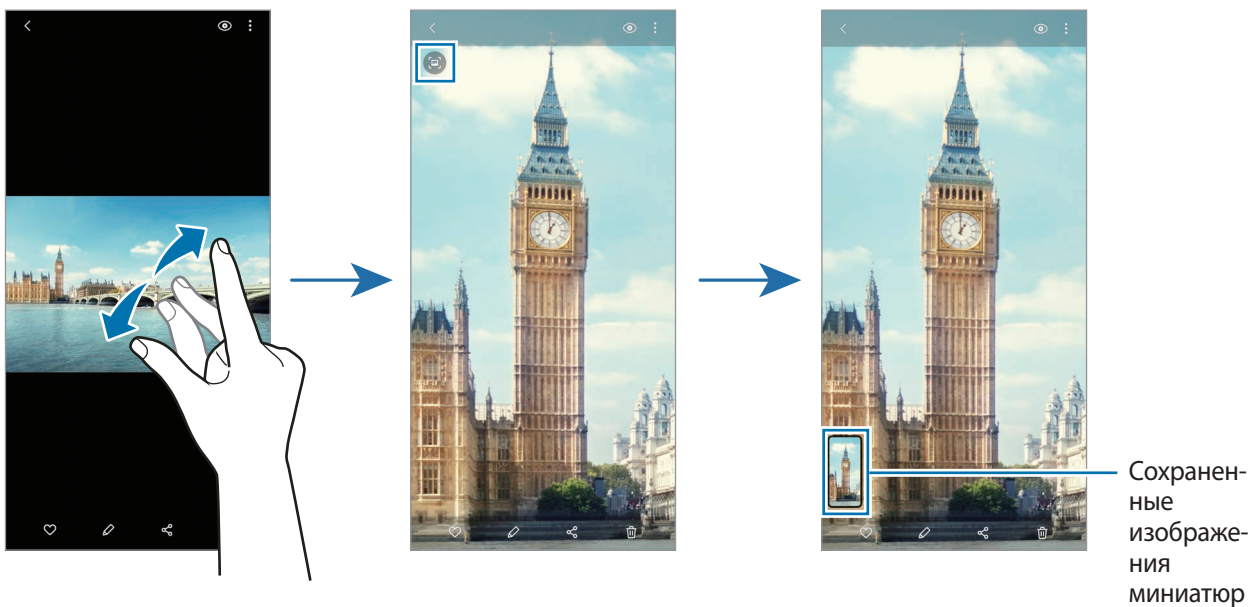 Сохранен-
ные
изображе-
ния
миниатюр